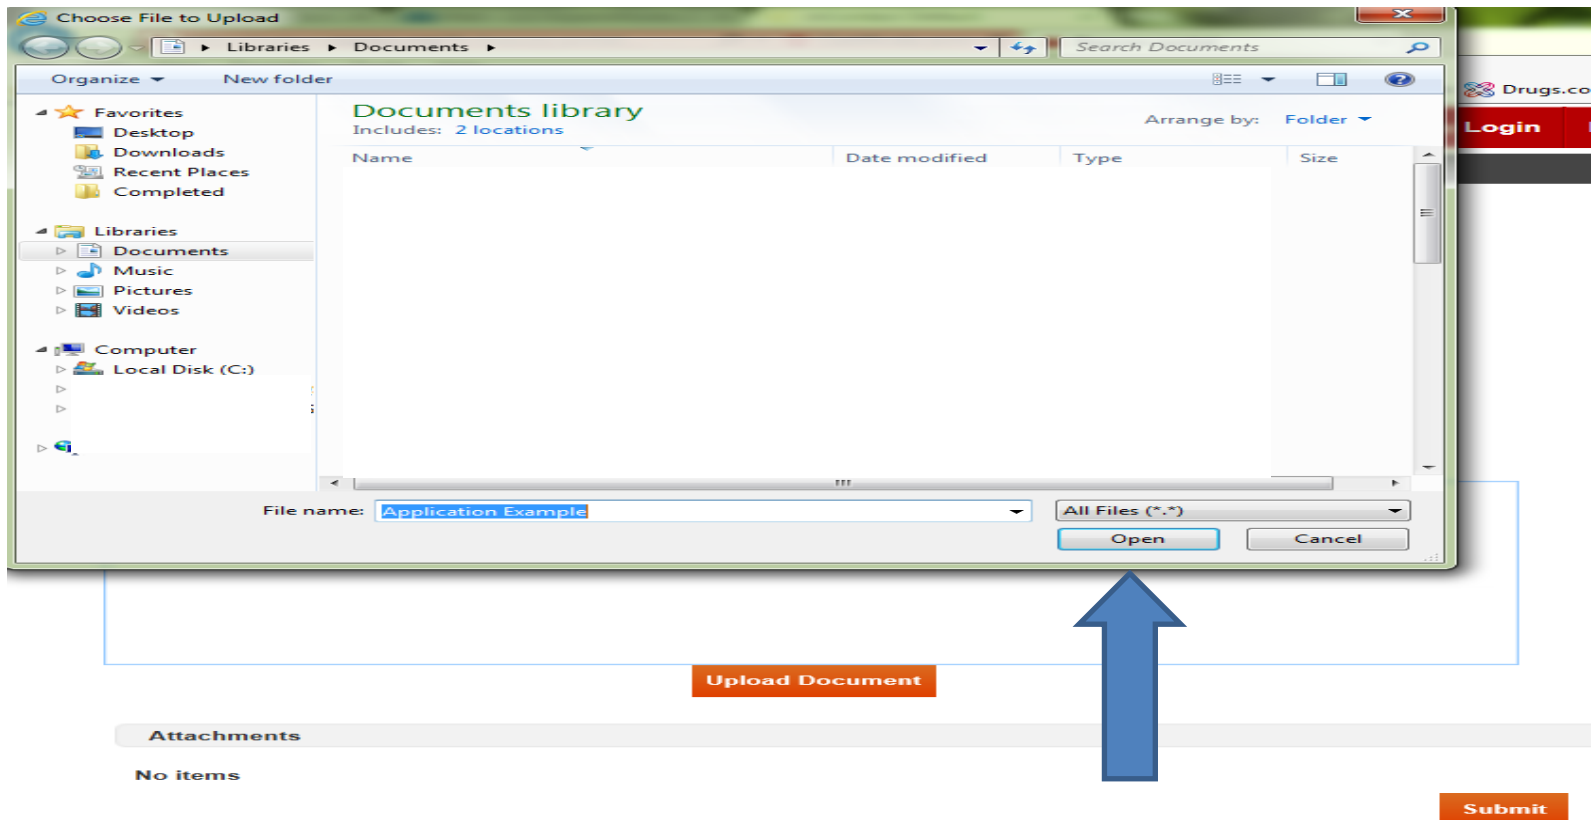 Choose File to Upload
Libraries Documents
Search Documents
Organize
New folder
Drugs.co
Login
Favorites
Desktop
Downloads
Recent Places
Completed
Libraries
Documents
Music
Pictures
Videos
Computer
Local Disk (C:)
Documents library
Includes: 2 locations
Arrange by: Folder
Name Date modified Type Size
File name: Application Example
All Files (*.*)
Open
Cancel
Upload Document
Attachments
No items
Submit